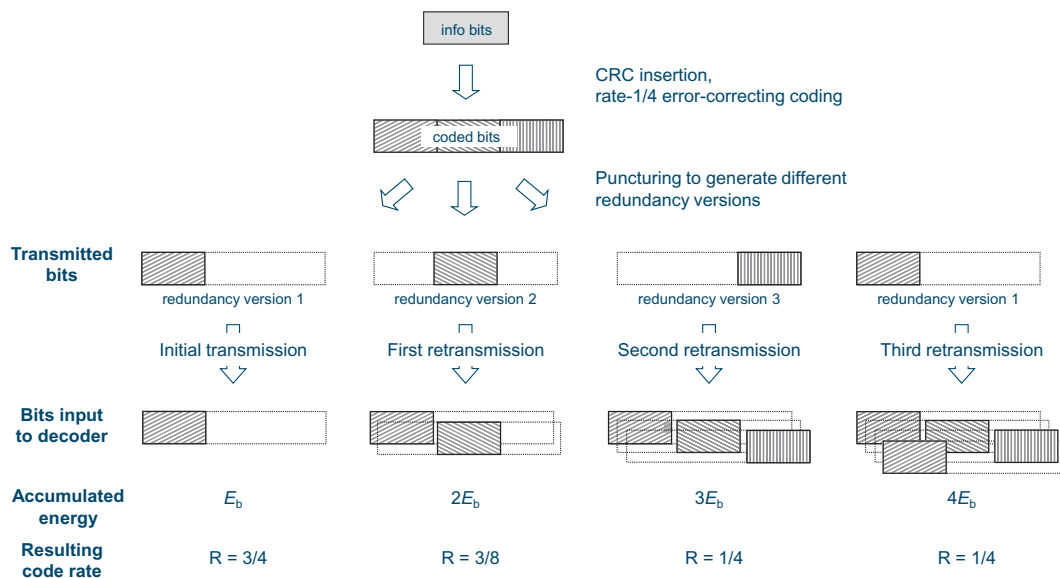 info bits
CRC insertion,
rate-1/4 error-correcting coding
coded bits
Puncturing to generate different
redundancy versions
Transmitted
bits
redundancy version 1
redundancy version 2
redundancy version 3
redundancy version 1
Initial transmission
First retransmission
Second retransmission
Third retransmission
Bits input
to decoder
Accumulated
energy
Eb
2Eb
3Eb
4Eb
Resulting
code rate
R = 3/4
R = 3/8
R = 1/4
R = 1/4